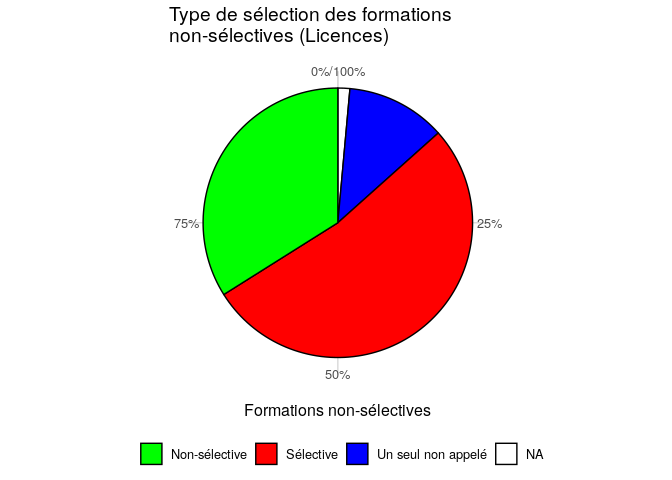 Type de sélection des formations
non-sélectives (Licences)
0%/100%
75%
25%
50%
Formations non-sélectives
Non-sélective Sélective Un seul non appelé NA